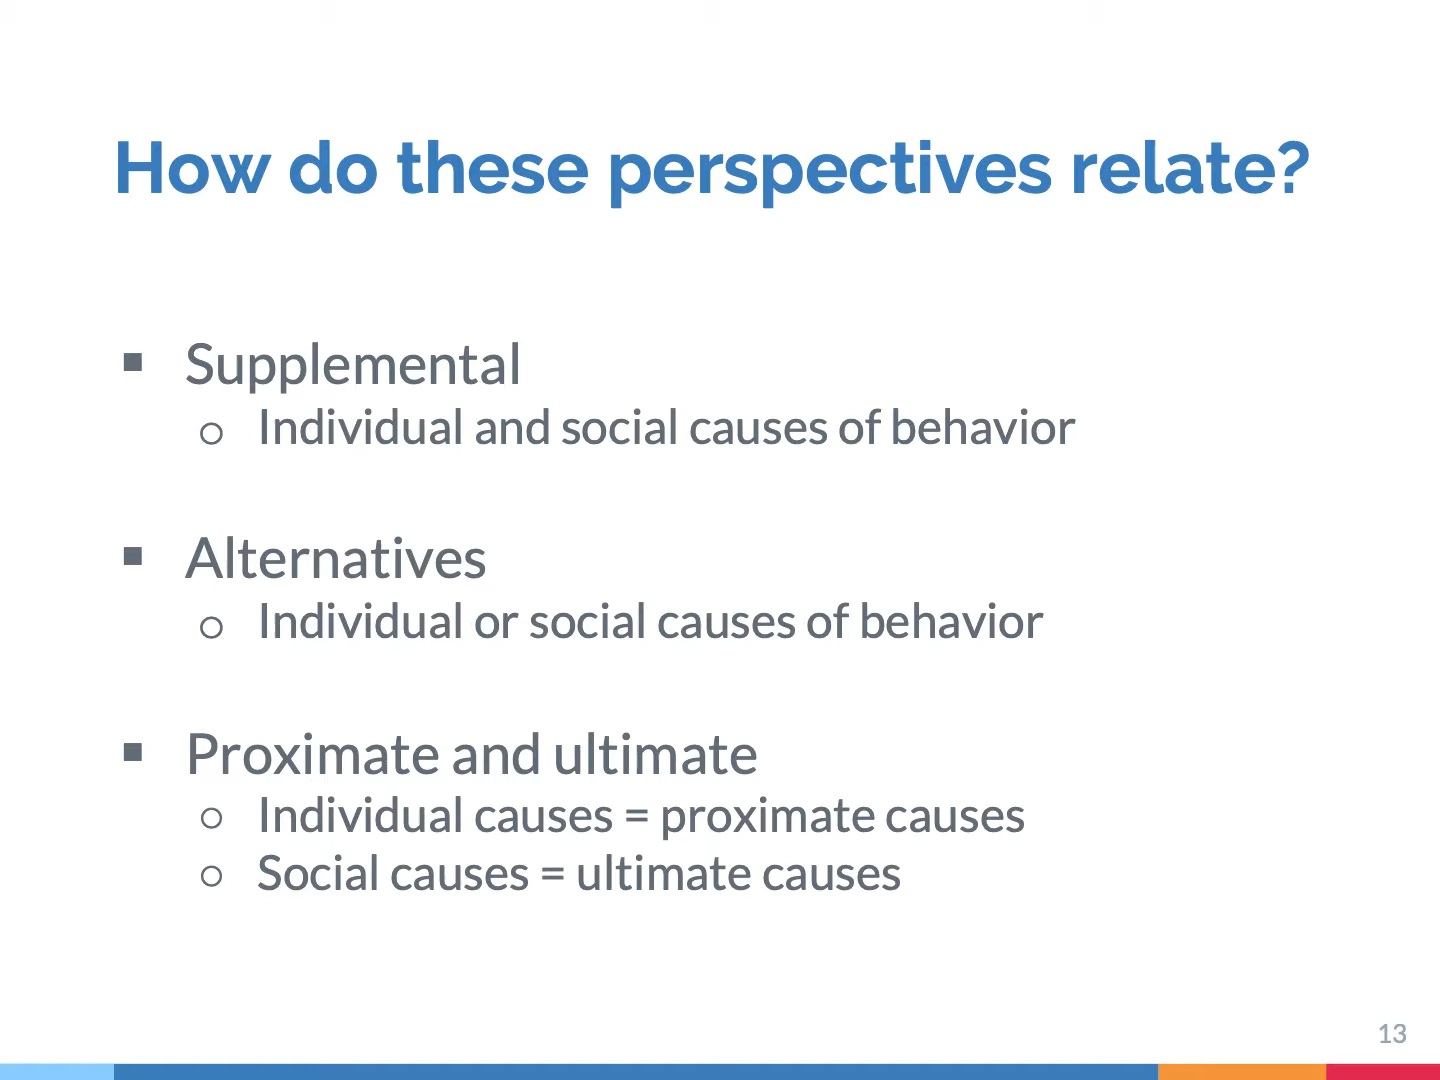 How do these perspectives relate?
▪ Supplemental
○ Individual and social causes of behavior
▪ Alternatives
○ Individual or social causes of behavior
▪ Proximate and ultimate
○ Individual causes = proximate causes
○ Social causes = ultimate causes
13